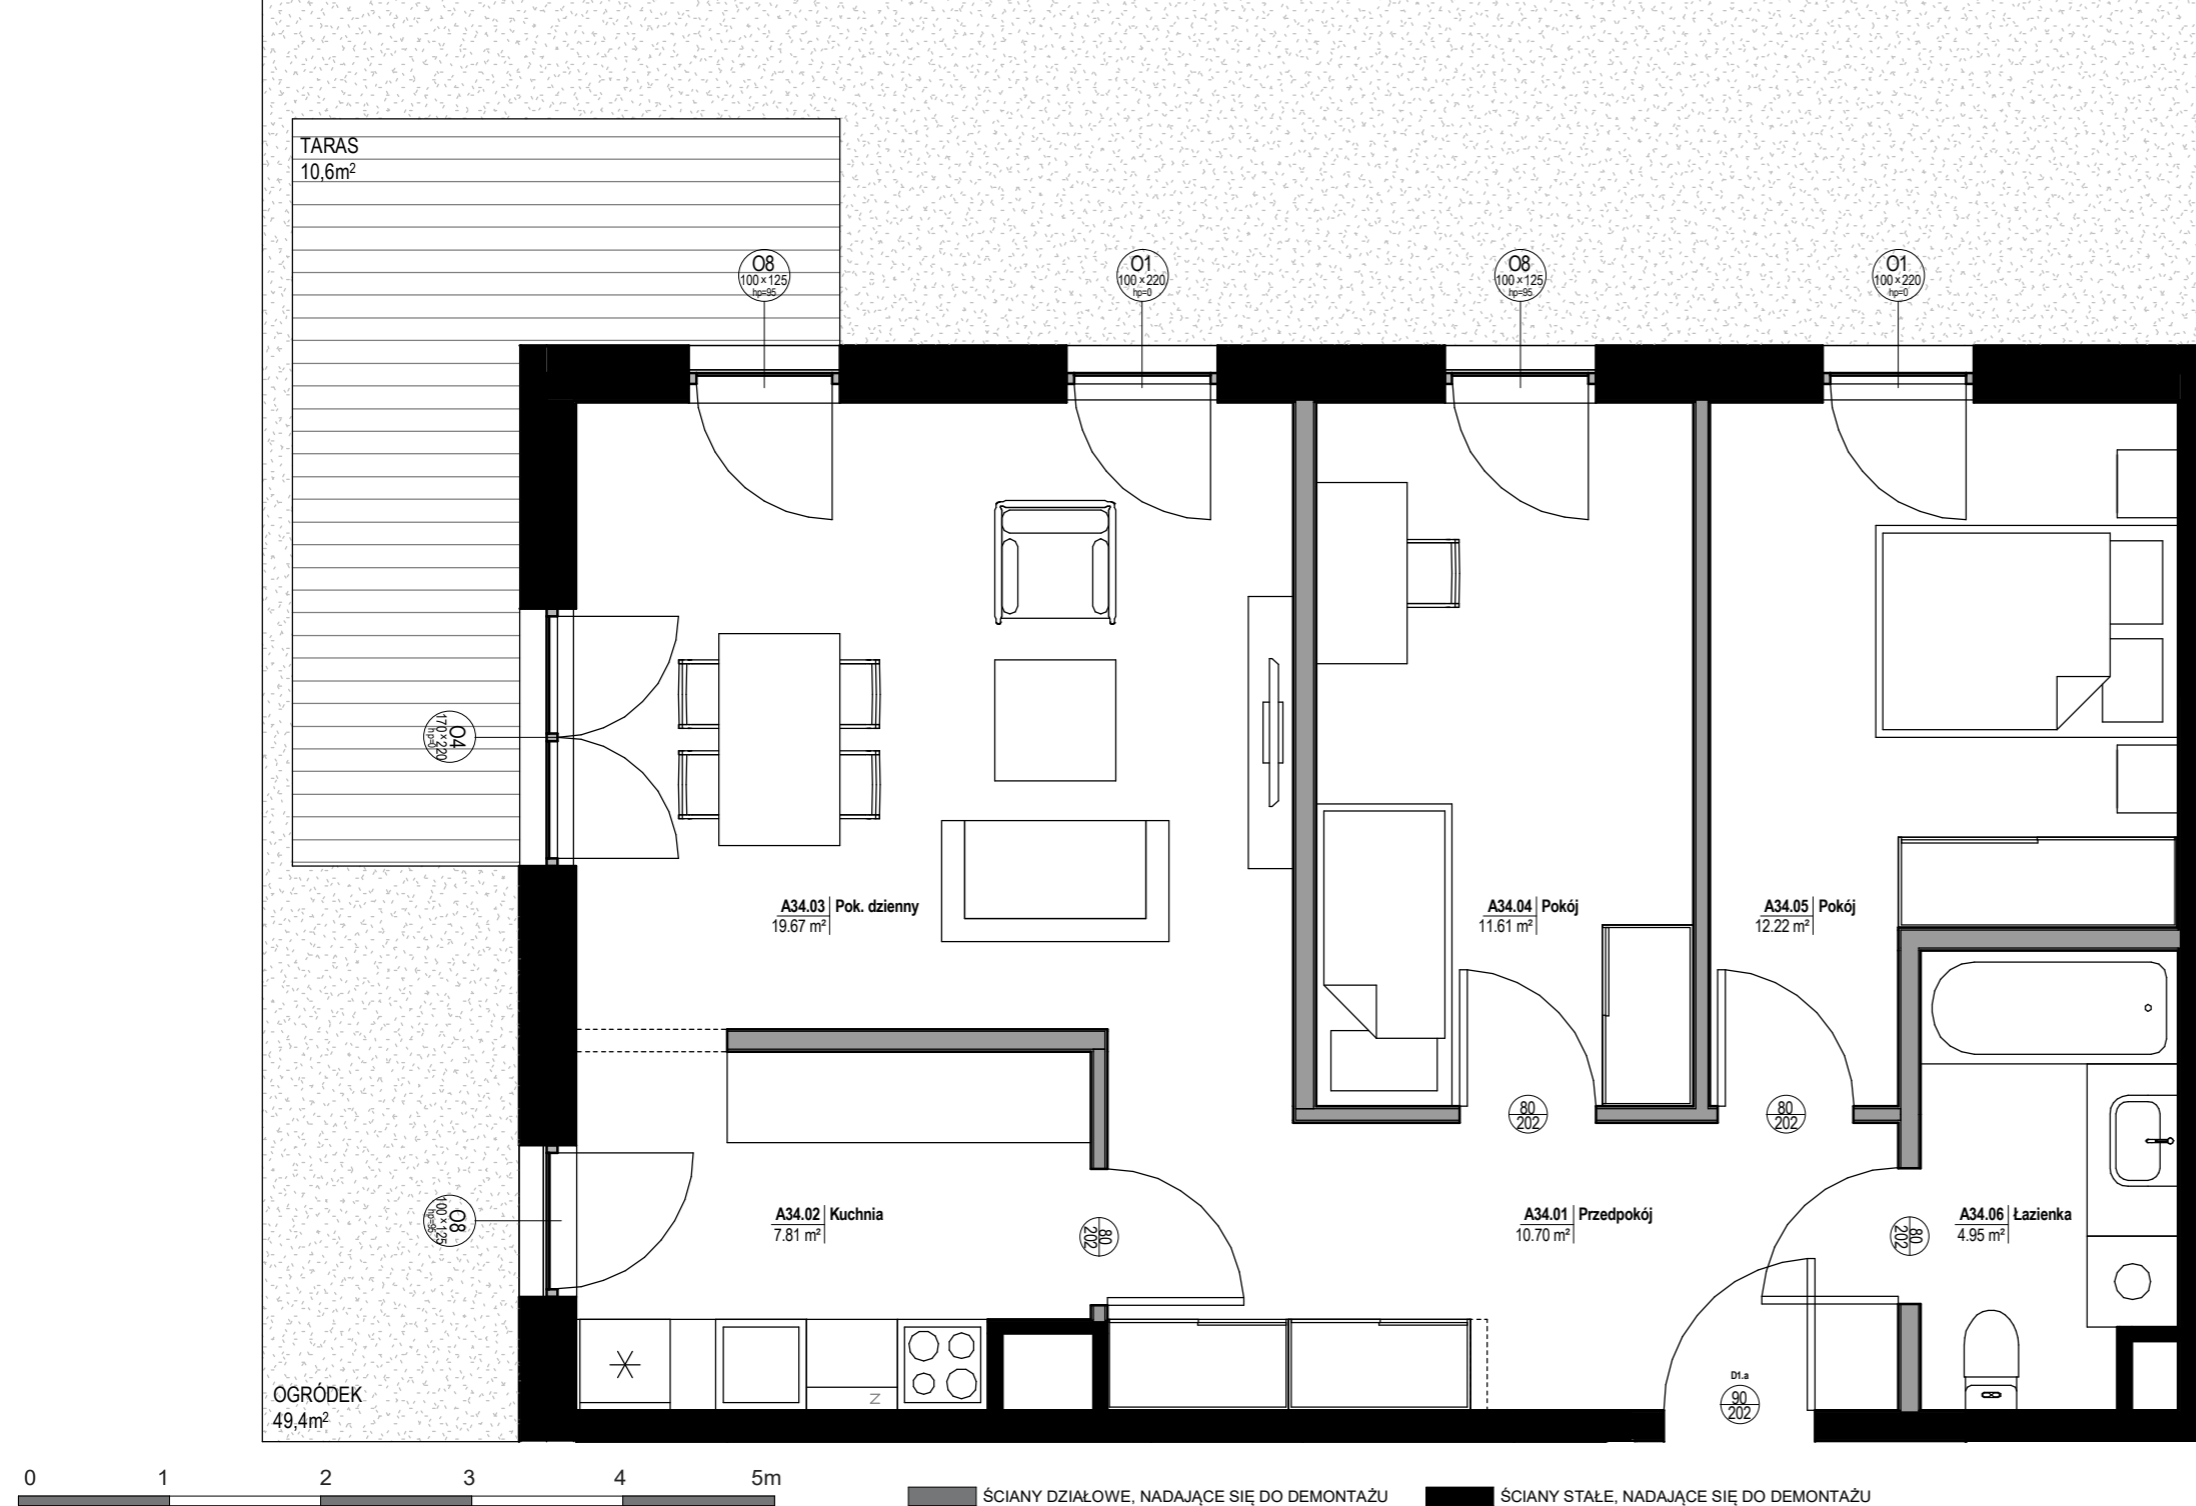 TARAS
10,6m²
O8
100×125
hp=95
O1
100×220
hp=0
O8
100×125
hp=95
O1
100×220
hp=0
O4
170×220
hp=0
A34.03 Pok. dzienny
19.67 m²
A34.04 Pokój
11.61 m²
A34.05 Pokój
12.22 m²
80
202
80
202
O8
100×125
hp=95
A34.02 Kuchnia
7.81 m²
80
202
A34.01 Przedpokój
10.70 m²
80
202
A34.06 Łazienka
4.95 m²
D1.a
90
202
Z
OGRÓDEK
49,4m²
0 1 2 3 4 5m
ŚCIANY DZIAŁOWE, NADAJĄCE SIĘ DO DEMONTAŻU
ŚCIANY STAŁE, NADAJĄCE SIĘ DO DEMONTAŻU